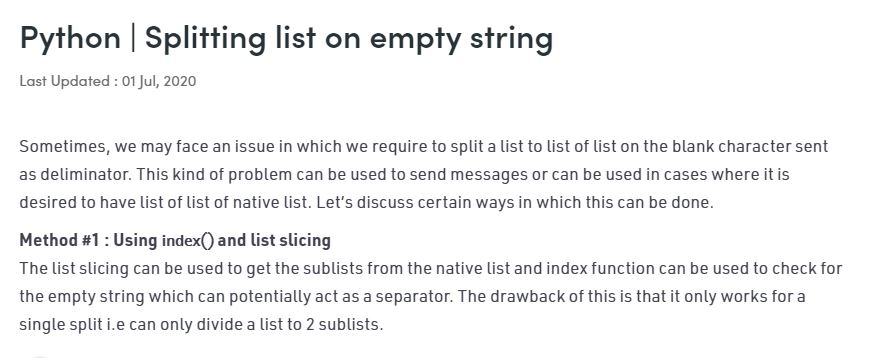 Python | Splitting list on empty string
Last Updated : 01 Jul, 2020
Sometimes, we may face an issue in which we require to split a list to list of list on the blank character sent
as deliminator. This kind of problem can be used to send messages or can be used in cases where it is
desired to have list of list of native list. Let’s discuss certain ways in which this can be done.
Method #1 : Using index() and list slicing
The list slicing can be used to get the sublists from the native list and index function can be used to check for
the empty string which can potentially act as a separator. The drawback of this is that it only works for a
single split i.e can only divide a list to 2 sublists.